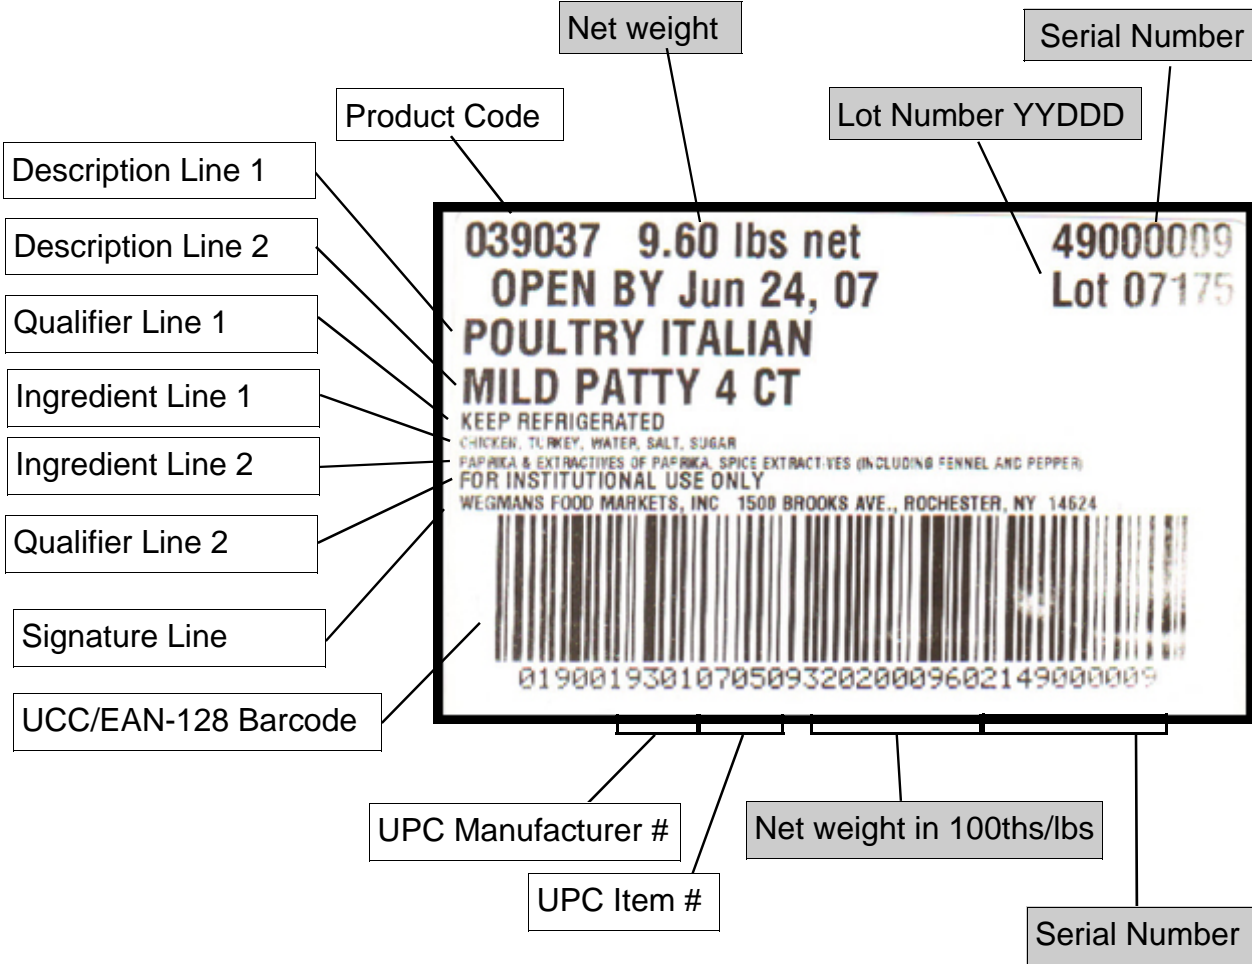 Net weight
Serial Number
Product Code
Lot Number YYDDD
Description Line 1
Description Line 2
Qualifier Line 1
Ingredient Line 1
Ingredient Line 2
Qualifier Line 2
Signature Line
UCC/EAN-128 Barcode
039037 9.60 lbs net 49000009
OPEN BY Jun 24, 07 Lot 07175
POULTRY ITALIAN
MILD PATTY 4 CT
KEEP REFRIGERATED
CHICKEN, TURKEY, WATER, SALT, SUGAR
PAPRIKA & EXTRACTIVES OF PAPRIKA, SPICE EXTRACTIVES (INCLUDING FENNEL AND PEPPER)
FOR INSTITUTIONAL USE ONLY
WEGMANS FOOD MARKETS, INC 1500 BROOKS AVE., ROCHESTER, NY 14624
019001930107050932020009602149000009
UPC Manufacturer #
Net weight in 100ths/lbs
UPC Item #
Serial Number